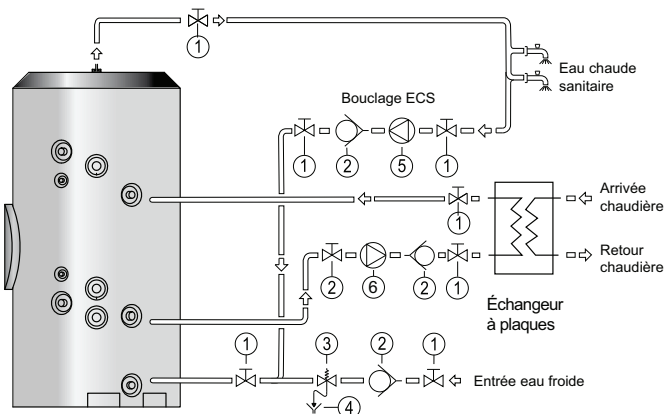 1
Eau chaude
sanitaire
Bouclage ECS
1 2 5 1
Arrivée
chaudière
1
Retour
chaudière
2 6 2 1
Échangeur
à plaques
1 3 2 1
Entrée eau froide
4